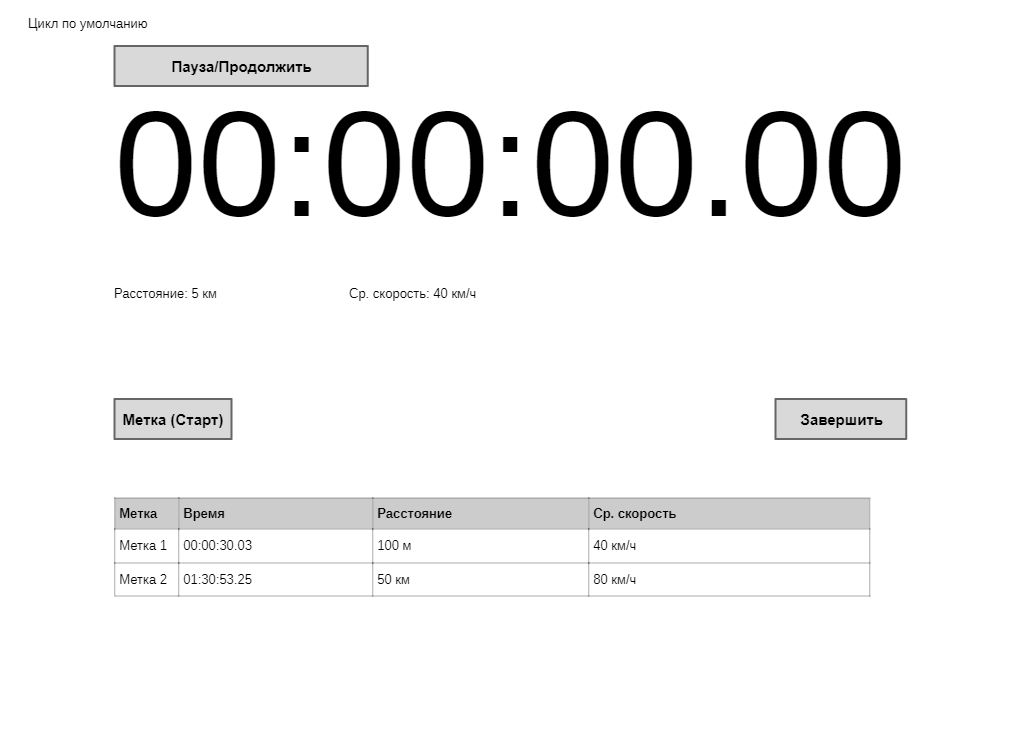 Цикл по умолчанию
Пауза/Продолжить
00:00:00.00
Расстояние: 5 км Ср. скорость: 40 км/ч
Метка (Старт) Завершить
Метка Время Расстояние Ср. скорость
Метка 1 00:00:30.03 100 м 40 км/ч
Метка 2 01:30:53.25 50 км 80 км/ч